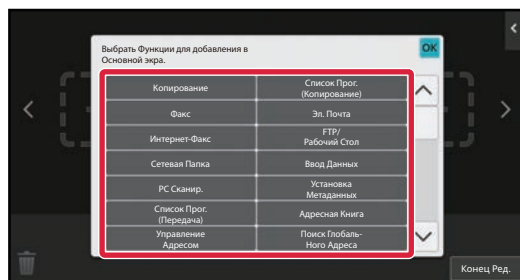 Выбрать Функции для добавления в
Основной экра.
OK
Копирование
Список Прог.
(Копирование)
Факс
Эл. Почта
Интернет-Факс
FTP/
Рабочий Стол
Сетевая Папка
Ввод Данных
PC Сканир.
Установка
Метаданных
Список Прог.
(Передача)
Адресная Книга
Управление
Адресом
Поиск Глобаль-
Ного Адреса
Конец Ред.